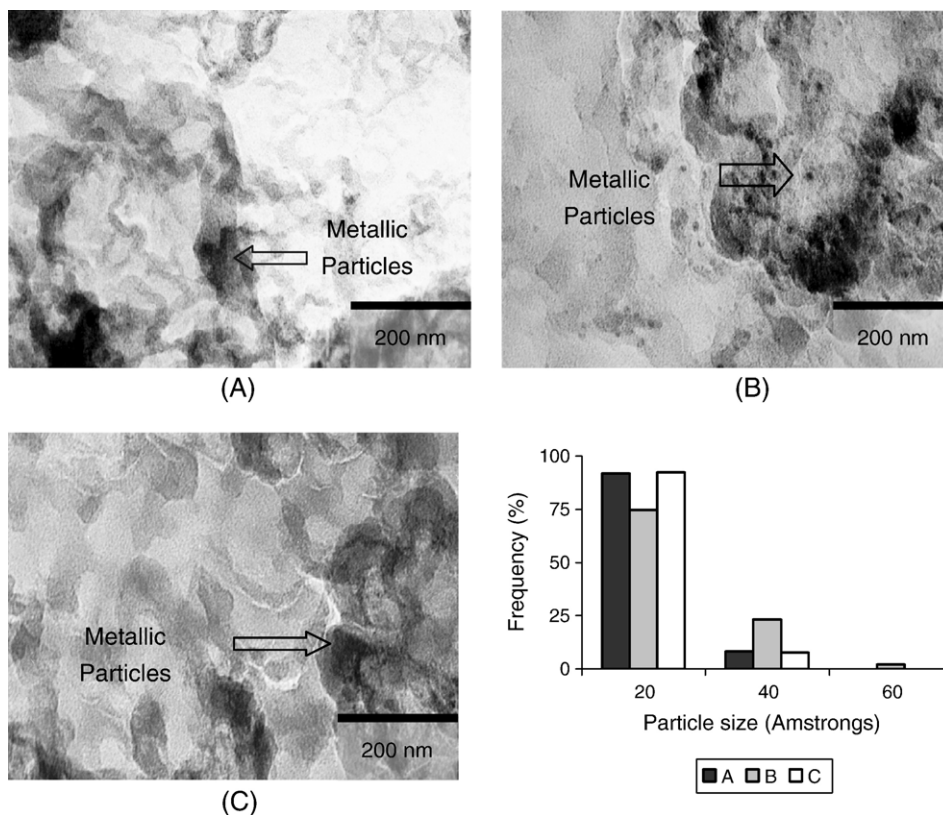 Metallic
Particles
200 nm
(A)
Metallic
Particles
200 nm
(B)
Metallic
Particles
200 nm
(C)
100
75
50
25
0
Frequency (%)
20 40 60
Particle size (Amstrongs)
A B C